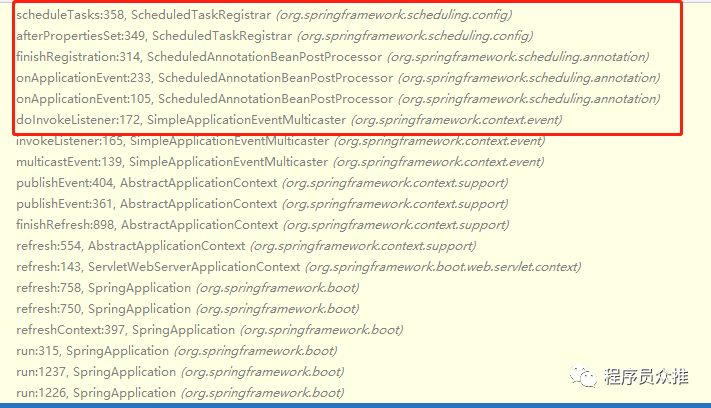 scheduleTasks:358, ScheduledTaskRegistrar (org.springframework.scheduling.config)
afterPropertiesSet:349, ScheduledTaskRegistrar (org.springframework.scheduling.config)
finishRegistration:314, ScheduledAnnotationBeanPostProcessor (org.springframework.scheduling.annotation)
onApplicationEvent:233, ScheduledAnnotationBeanPostProcessor (org.springframework.scheduling.annotation)
onApplicationEvent:105, ScheduledAnnotationBeanPostProcessor (org.springframework.scheduling.annotation)
doInvokeListener:172, SimpleApplicationEventMulticaster (org.springframework.context.event)
invokeListener:165, SimpleApplicationEventMulticaster (org.springframework.context.event)
multicastEvent:139, SimpleApplicationEventMulticaster (org.springframework.context.event)
publishEvent:404, AbstractApplicationContext (org.springframework.context.support)
publishEvent:361, AbstractApplicationContext (org.springframework.context.support)
finishRefresh:898, AbstractApplicationContext (org.springframework.context.support)
refresh:554, AbstractApplicationContext (org.springframework.context.support)
refresh:143, ServletWebServerApplicationContext (org.springframework.boot.web.servlet.context)
refresh:758, SpringApplication (org.springframework.boot)
refresh:750, SpringApplication (org.springframework.boot)
refreshContext:397, SpringApplication (org.springframework.boot)
run:315, SpringApplication (org.springframework.boot)
run:1237, SpringApplication (org.springframework.boot)
run:1226, SpringApplication (org.springframework.boot)
程序员众推